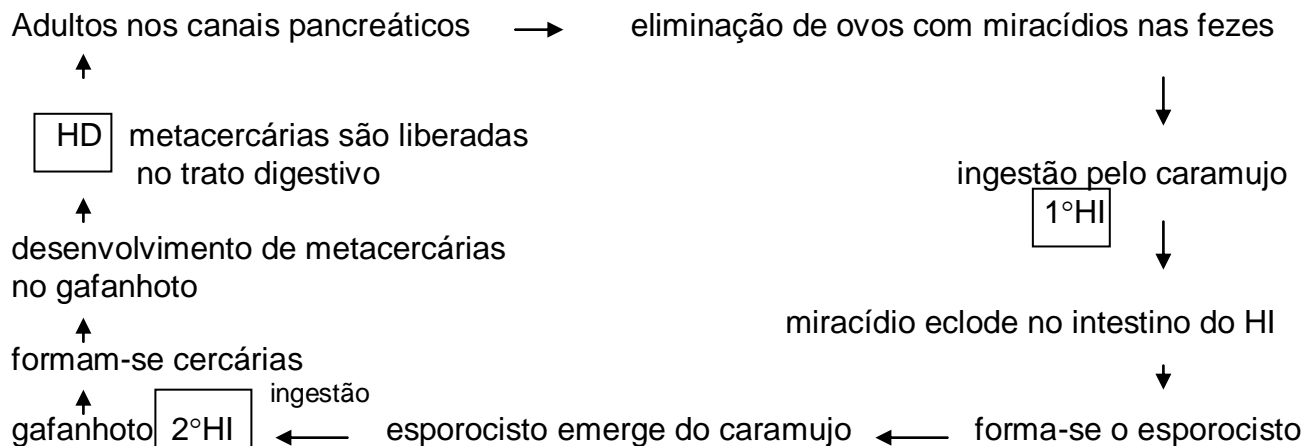 Adultos nos canais pancreáticos → eliminação de ovos com miracídios nas fezes
HD metacercárias são liberadas
no trato digestivo
ingestão pelo caramujo
1°HI
desenvolvimento de metacercárias
no gafanhoto
miracídio eclode no intestino do HI
formam-se cercárias
ingestão
gafanhoto 2°HI ← esporocisto emerge do caramujo ← forma-se o esporocisto